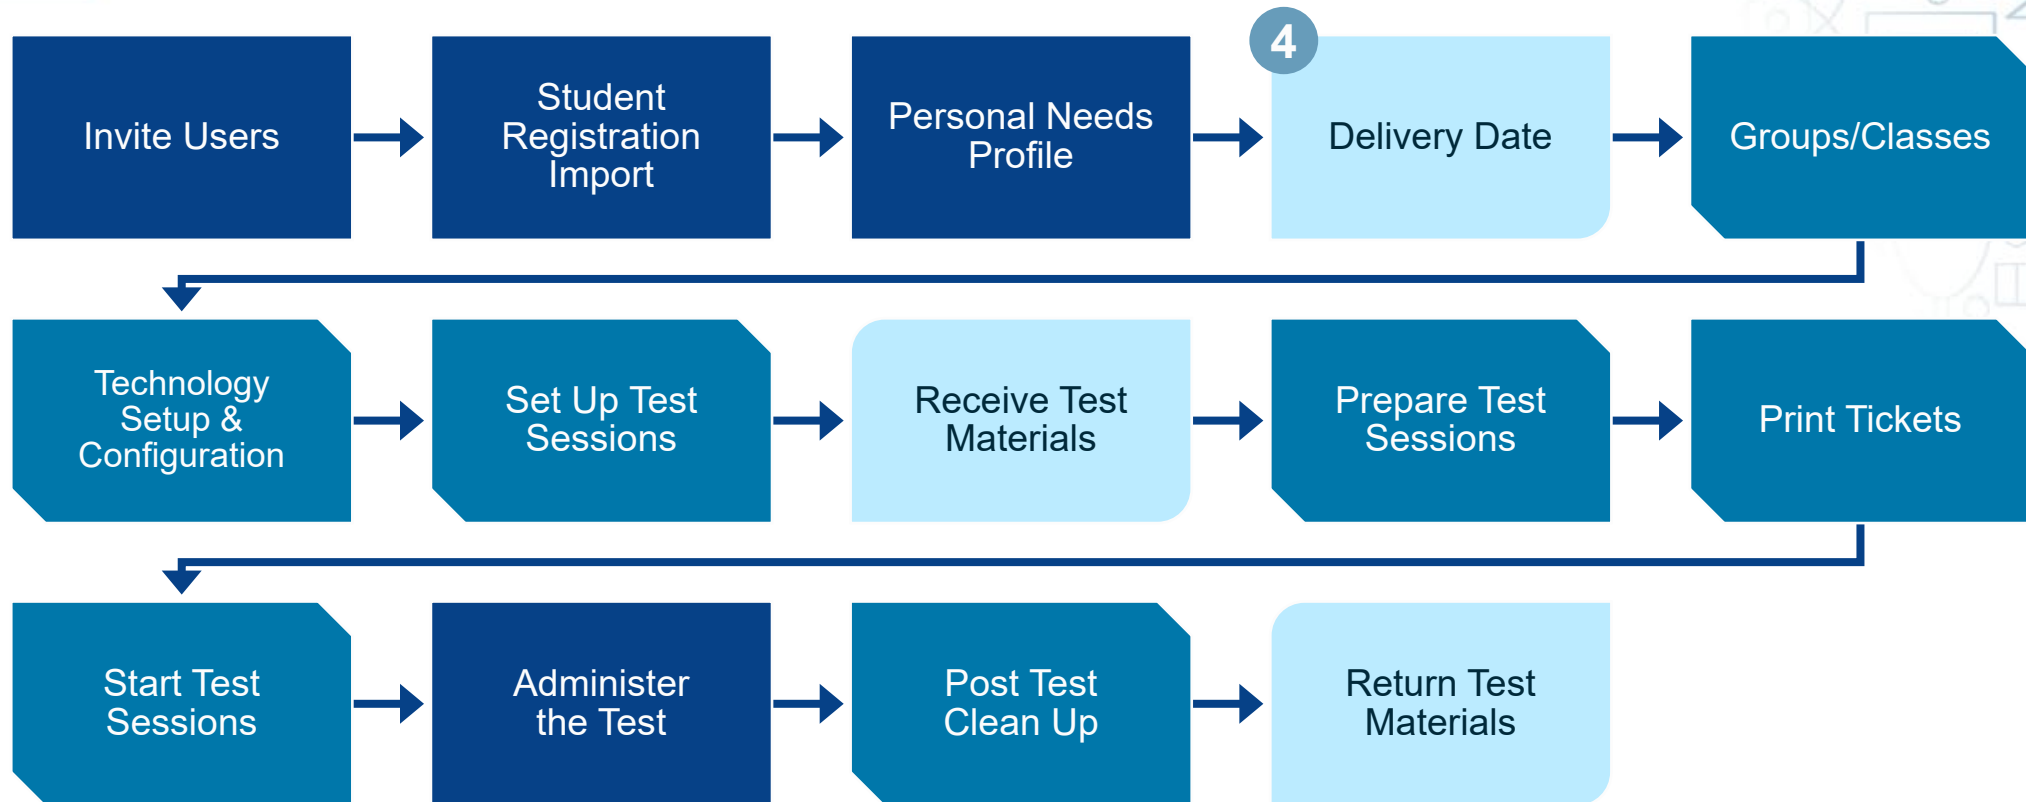 Invite Users
Student
Registration
Import
Personal Needs
Profile
4
Delivery Date
Groups/Classes
Technology
Setup &
Configuration
Set Up Test
Sessions
Receive Test
Materials
Prepare Test
Sessions
Print Tickets
Start Test
Sessions
Administer
the Test
Post Test
Clean Up
Return Test
Materials